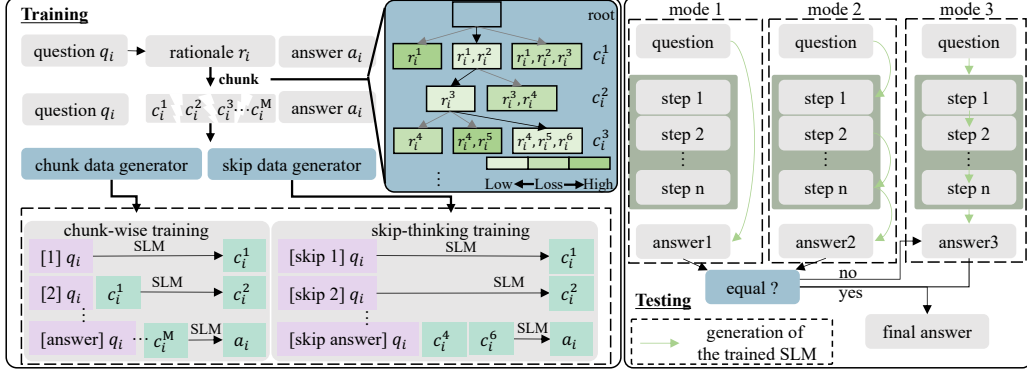 Training
question q_i
rationale r_i
answer a_i
chunk
question q_i
c_i^1 c_i^2 c_i^3 ⋯ c_i^M
answer a_i
chunk data generator
skip data generator
root
r_i^1
r_i^1, r_i^2
r_i^1, r_i^2, r_i^3
c_i^1
r_i^3
r_i^3, r_i^4
c_i^2
r_i^4
r_i^4, r_i^5
r_i^4, r_i^5, r_i^6
c_i^3
⋮
Low Loss High
chunk-wise training
[1] q_i SLM c_i^1
[2] q_i c_i^1 SLM c_i^2
⋮
[answer] q_i ⋯ c_i^M SLM a_i
skip-thinking training
[skip 1] q_i SLM c_i^1
[skip 2] q_i SLM c_i^2
⋮
[skip answer] q_i c_i^4 c_i^6 SLM a_i
mode 1
question
step 1
step 2
⋮
step n
answer1
mode 2
question
step 1
step 2
⋮
step n
answer2
mode 3
question
step 1
step 2
⋮
step n
answer3
equal ?
no
yes
Testing
generation of
the trained SLM
final answer